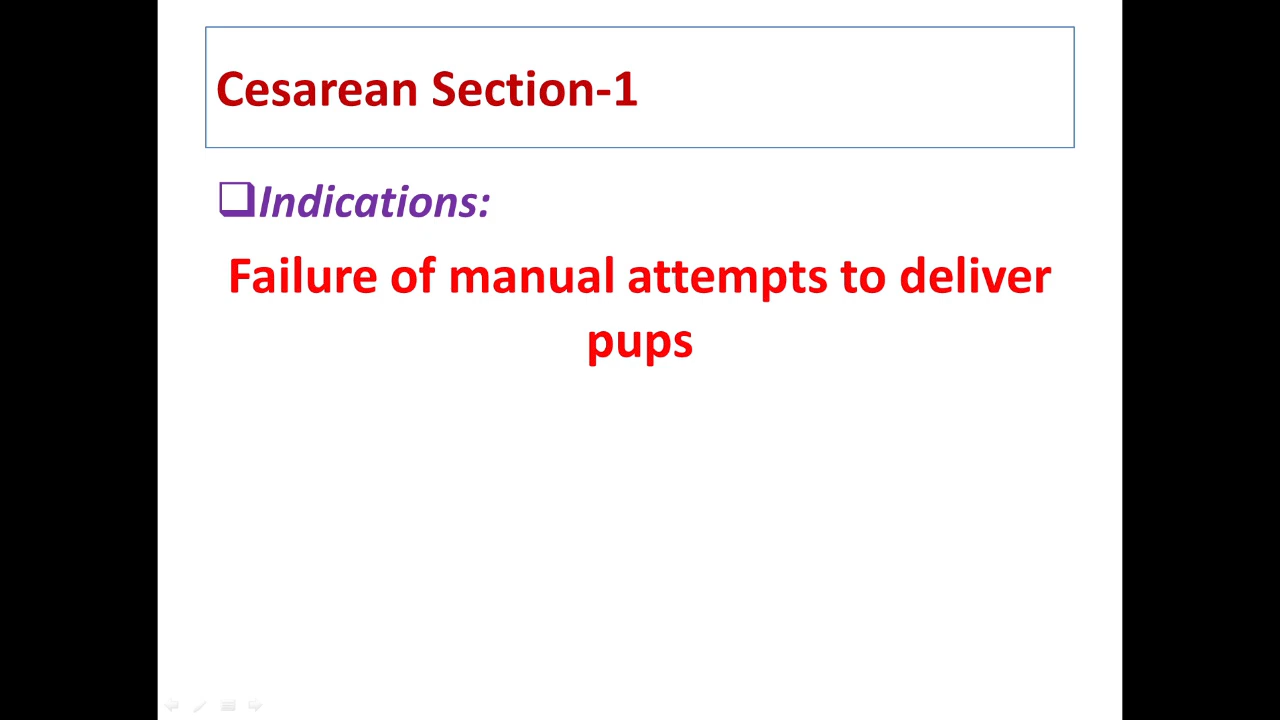 Cesarean Section-1
Indications:
Failure of manual attempts to deliver
pups